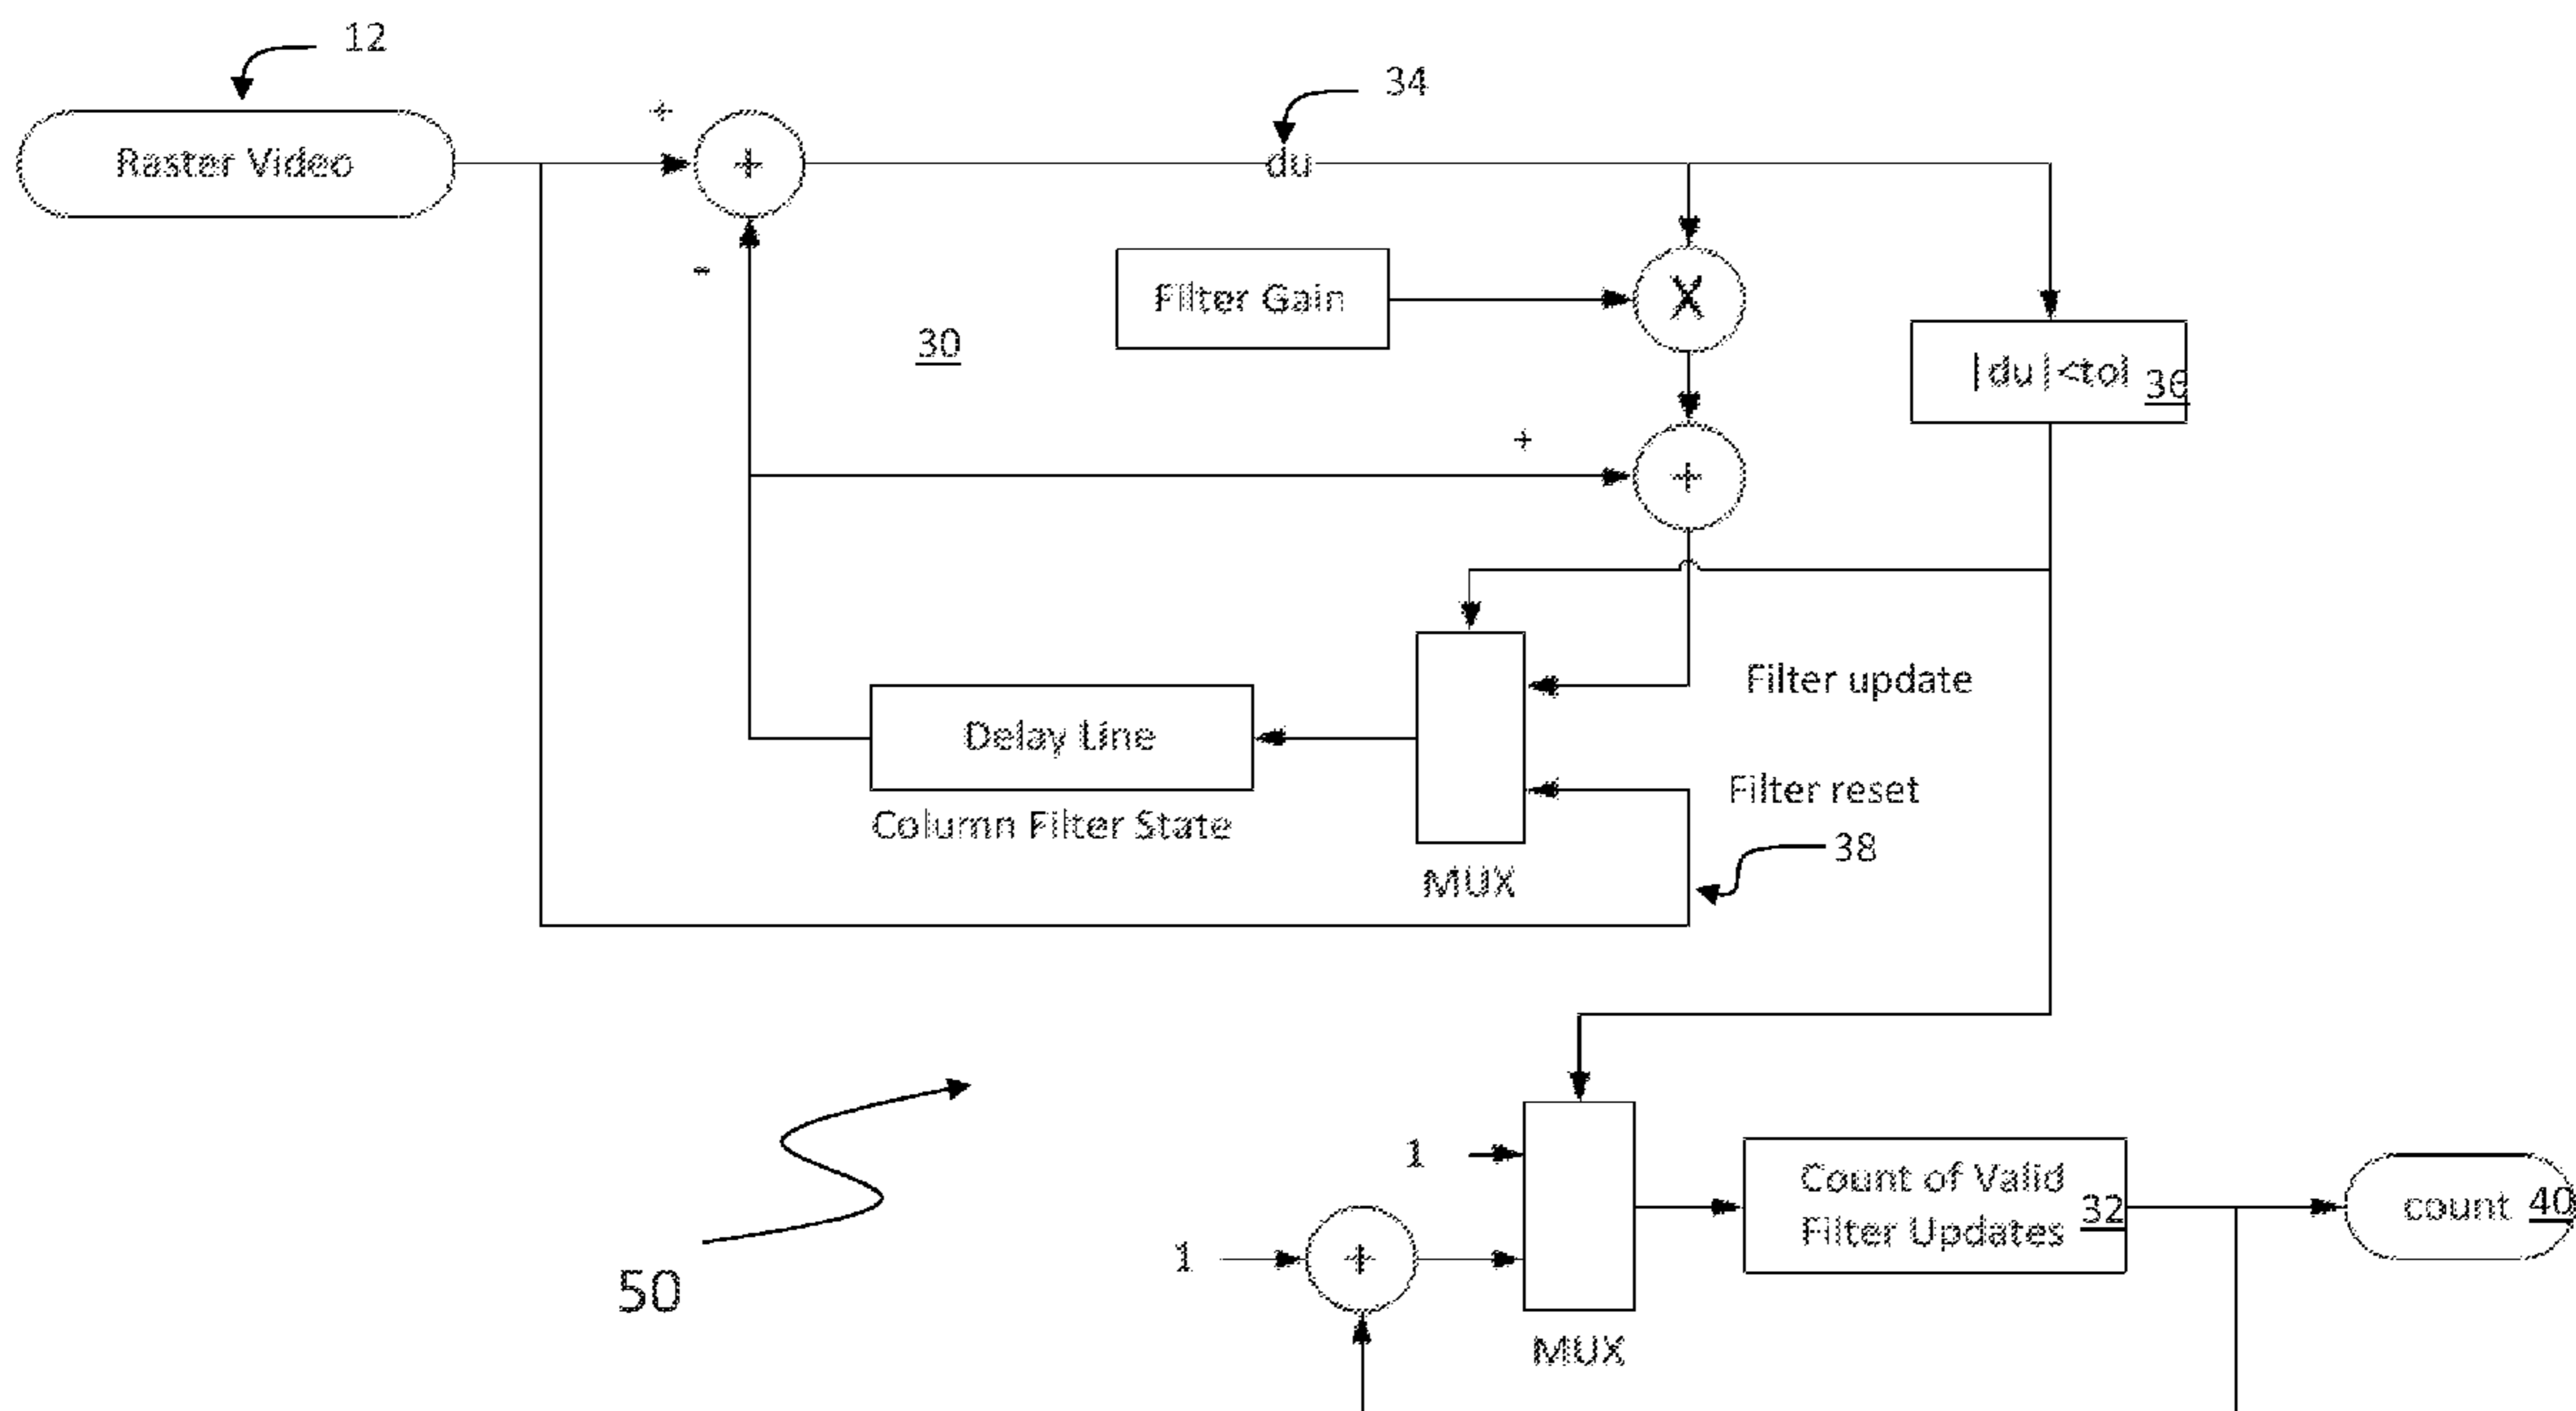 12
34
+
Raster Video
+
du
-
Filter Gain
X
30
|du|<tol 36
+
+
Filter update
Delay Line
Filter reset
Column Filter State
38
MUX
1
Count of Valid
Filter Updates 32
count 40
1
+
50
MUX